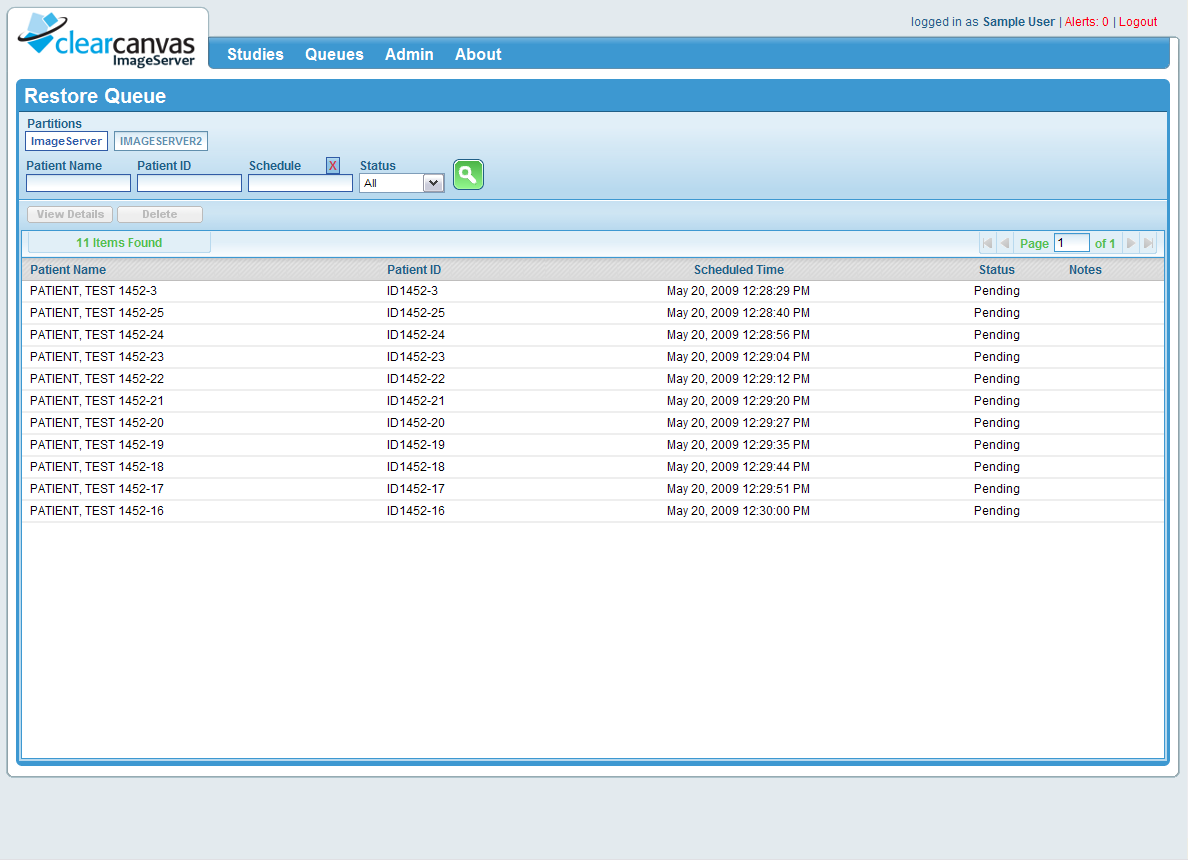 logged in as Sample User | Alerts: 0 | Logout
clearcanvas
ImageServer
Studies Queues Admin About
Restore Queue
Partitions
ImageServer IMAGESERVER2
Patient Name Patient ID Schedule X Status
All
View Details Delete
11 Items Found Page 1 of 1
Patient Name Patient ID Scheduled Time Status Notes
PATIENT, TEST 1452-3 ID1452-3 May 20, 2009 12:28:29 PM Pending
PATIENT, TEST 1452-25 ID1452-25 May 20, 2009 12:28:40 PM Pending
PATIENT, TEST 1452-24 ID1452-24 May 20, 2009 12:28:56 PM Pending
PATIENT, TEST 1452-23 ID1452-23 May 20, 2009 12:29:04 PM Pending
PATIENT, TEST 1452-22 ID1452-22 May 20, 2009 12:29:12 PM Pending
PATIENT, TEST 1452-21 ID1452-21 May 20, 2009 12:29:20 PM Pending
PATIENT, TEST 1452-20 ID1452-20 May 20, 2009 12:29:27 PM Pending
PATIENT, TEST 1452-19 ID1452-19 May 20, 2009 12:29:35 PM Pending
PATIENT, TEST 1452-18 ID1452-18 May 20, 2009 12:29:44 PM Pending
PATIENT, TEST 1452-17 ID1452-17 May 20, 2009 12:29:51 PM Pending
PATIENT, TEST 1452-16 ID1452-16 May 20, 2009 12:30:00 PM Pending